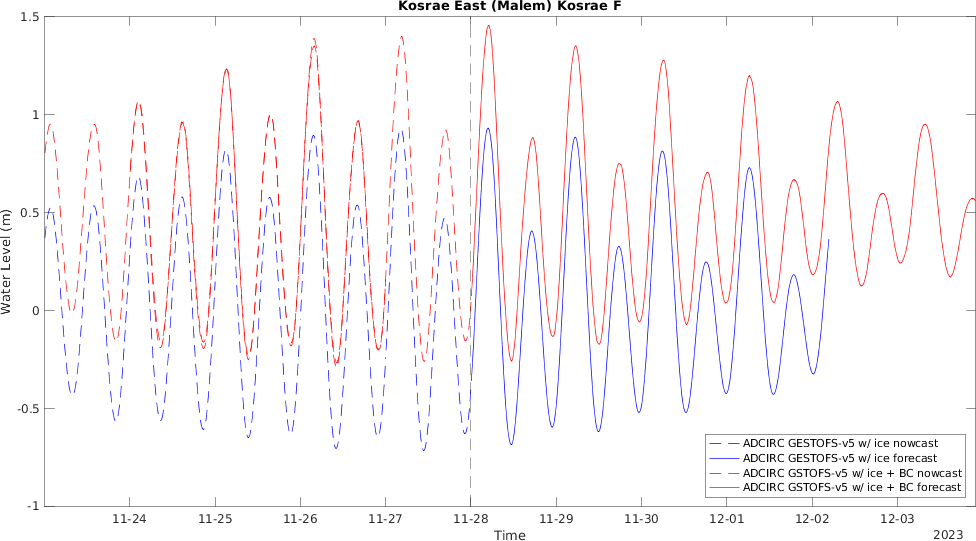 Kosrae East (Malem) Kosrae F
1.5
1
0.5
0
-0.5
-1
Water Level (m)
11-24
11-25
11-26
11-27
11-28
11-29
11-30
12-01
12-02
12-03
Time
2023
ADCIRC GESTOFS-v5 w/ ice nowcast
ADCIRC GESTOFS-v5 w/ ice forecast
ADCIRC GSTOFS-v5 w/ ice + BC nowcast
ADCIRC GSTOFS-v5 w/ ice + BC forecast